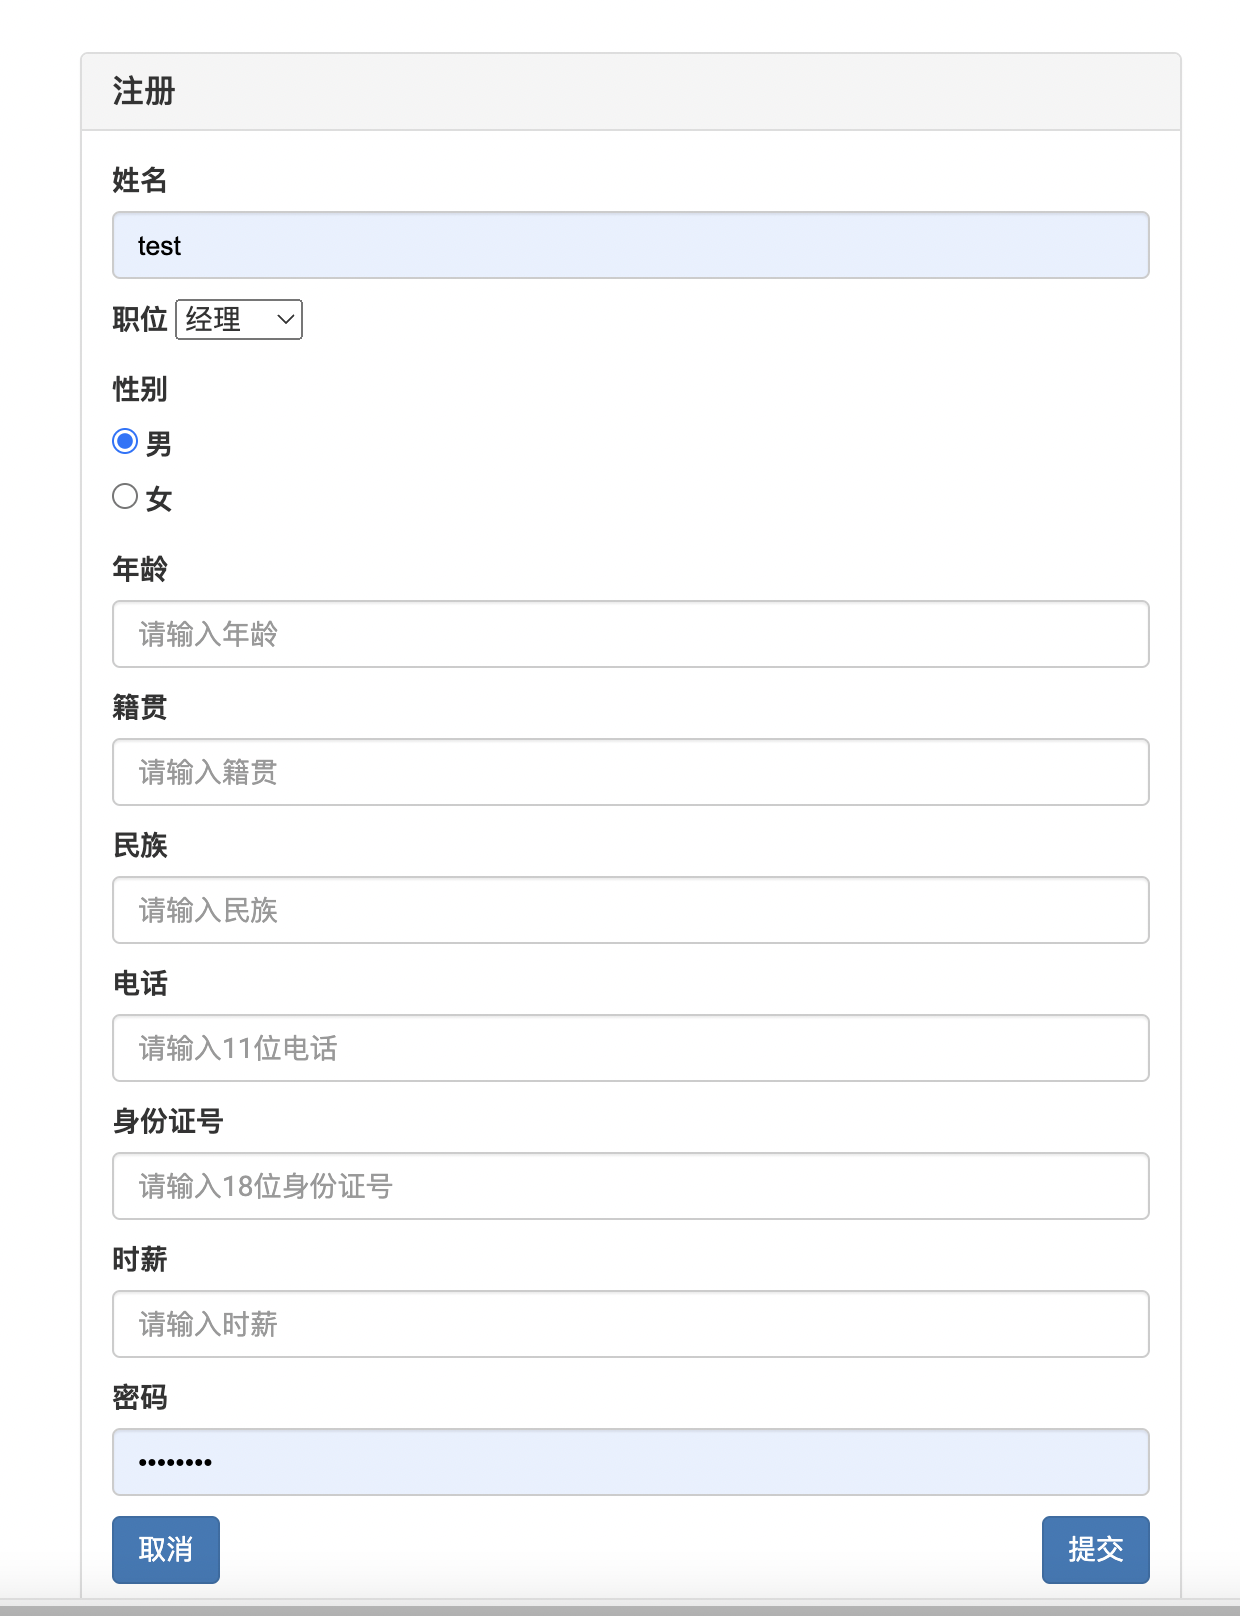 注册
姓名
test
职位 经理
性别
男
女
年龄
请输入年龄
籍贯
请输入籍贯
民族
请输入民族
电话
请输入11位电话
身份证号
请输入18位身份证号
时薪
请输入时薪
密码
••••••••
取消 提交